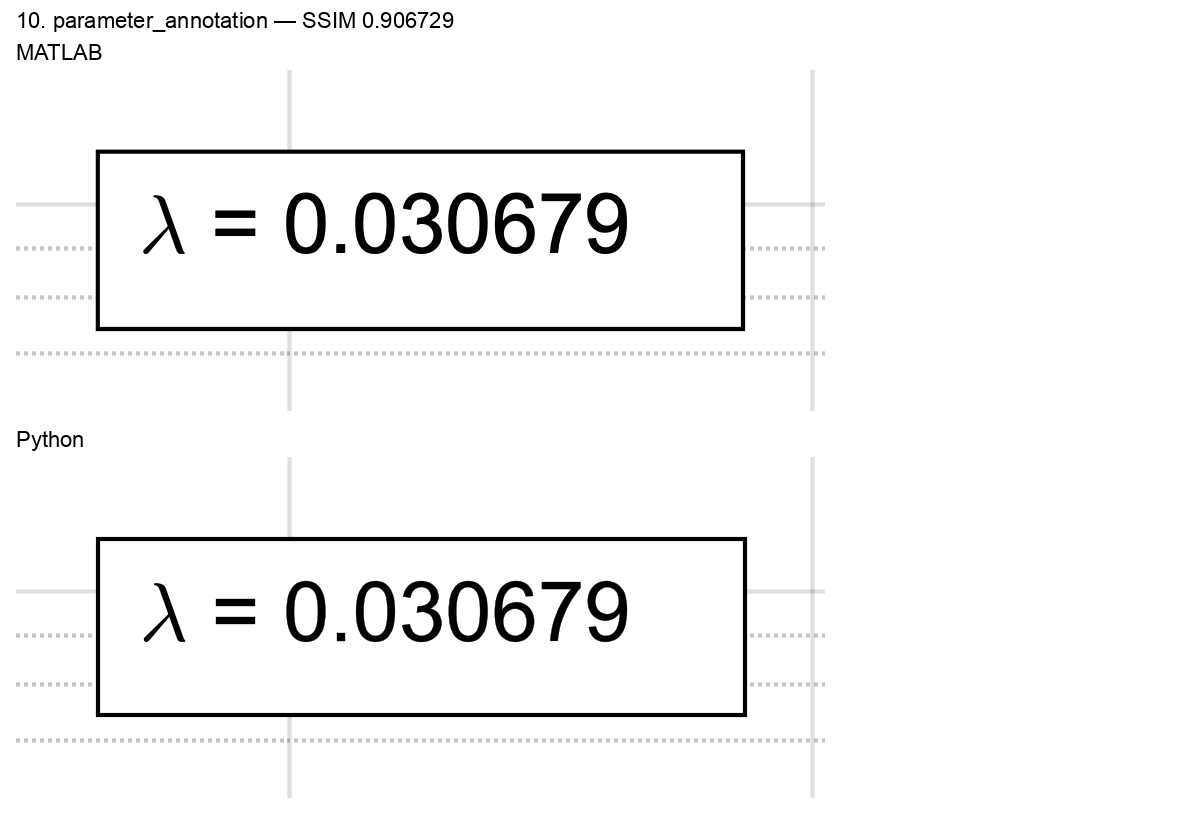 10. parameter_annotation — SSIM 0.906729
MATLAB
λ = 0.030679
Python
λ = 0.030679